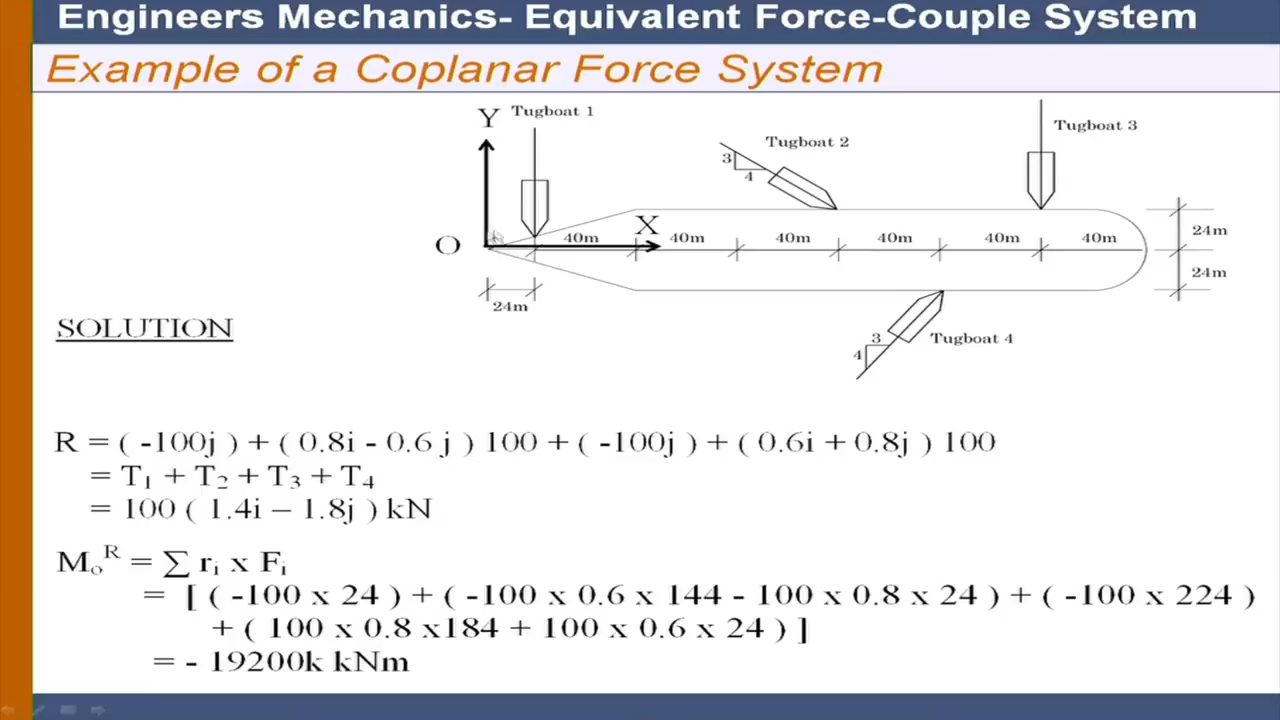 Engineers Mechanics- Equivalent Force-Couple System
Example of a Coplanar Force System
Y
Tugboat 1
Tugboat 2
Tugboat 3
3
4
O
X
40m 40m 40m 40m 40m 40m
24m
24m
24m
3
4
Tugboat 4
SOLUTION
R = ( -100j ) + ( 0.8i - 0.6 j ) 100 + ( -100j ) + ( 0.6i + 0.8j ) 100
= T₁ + T₂ + T₃ + T₄
= 100 ( 1.4i – 1.8j ) kN
Mₒᴿ = ∑ rᵢ x Fᵢ
= [ ( -100 x 24 ) + ( -100 x 0.6 x 144 - 100 x 0.8 x 24 ) + ( -100 x 224 )
+ ( 100 x 0.8 x184 + 100 x 0.6 x 24 ) ]
= - 19200k kNm